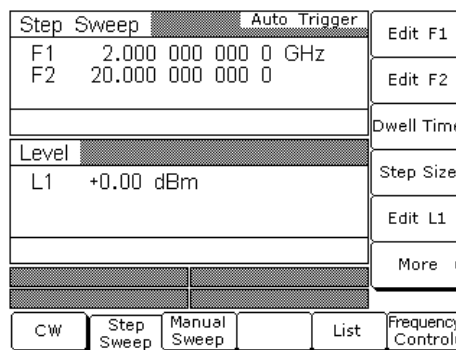 Step Sweep Auto Trigger
F1 2.000 000 000 0 GHz
F2 20.000 000 000 0
Level
L1 +0.00 dBm
Edit F1
Edit F2
Dwell Time
Step Size
Edit L1
More
CW
Step
Sweep
Manual
Sweep
List
Frequency
Control